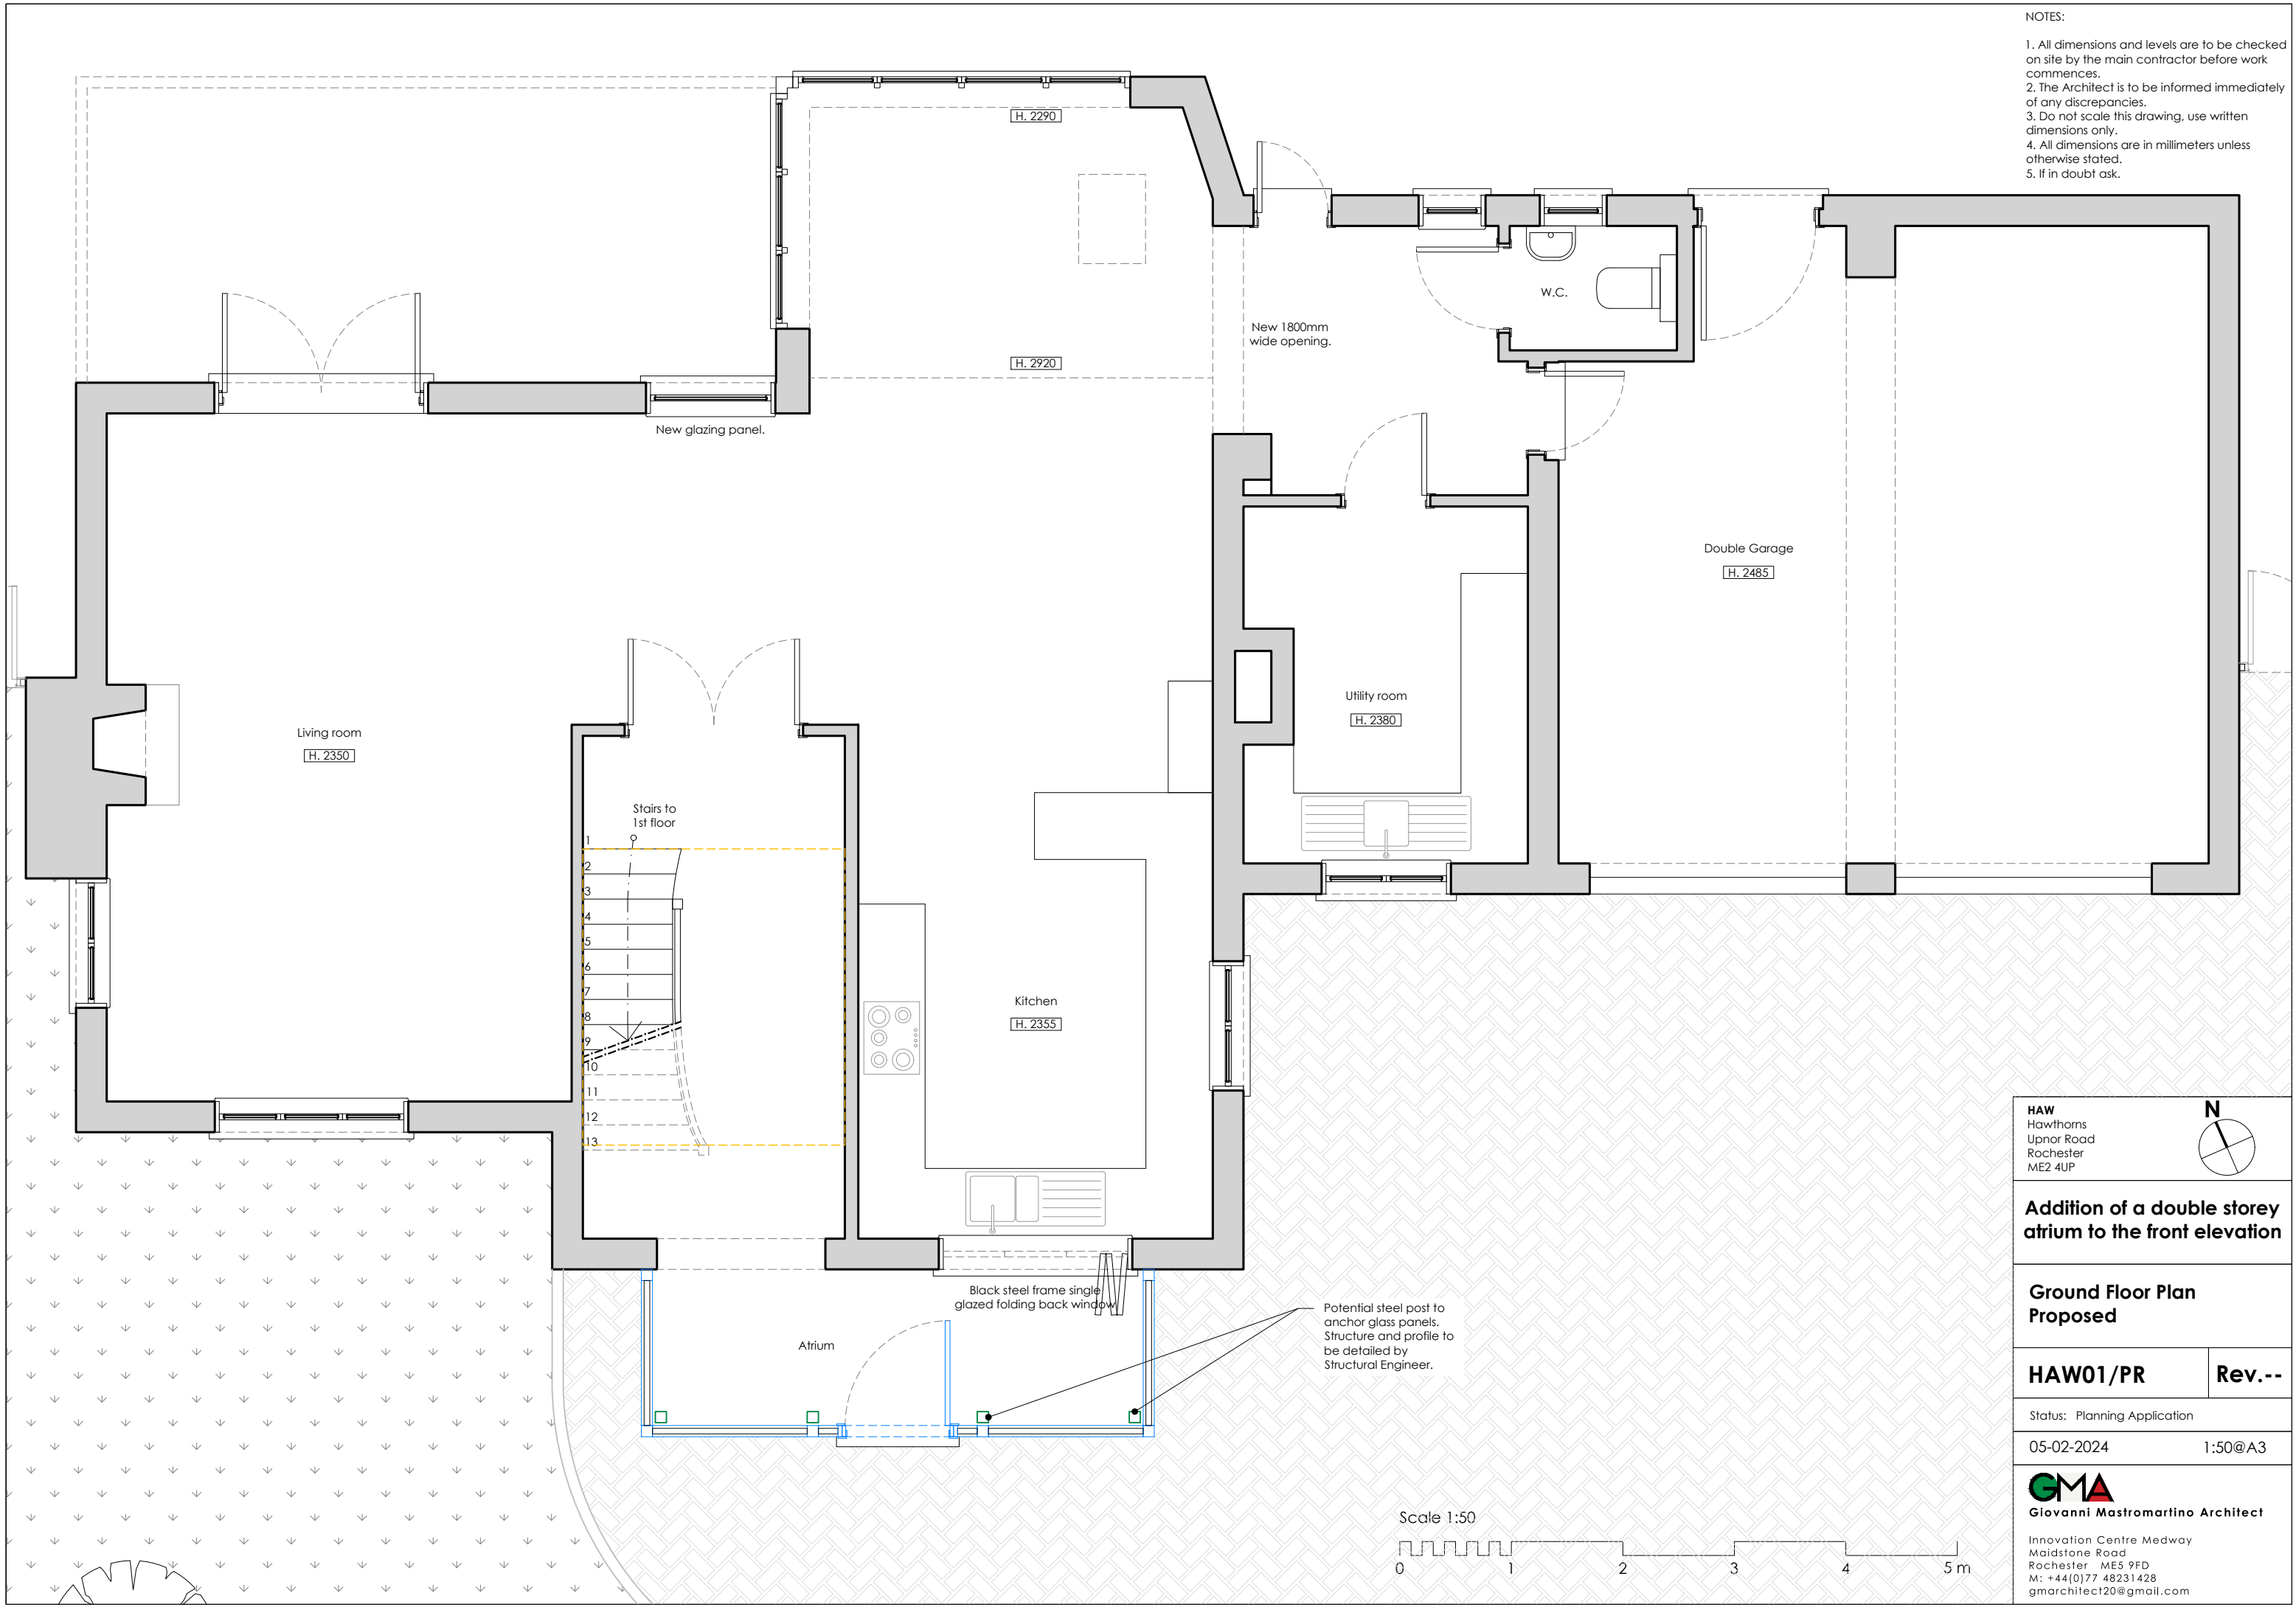 NOTES:
1. All dimensions and levels are to be checked
on site by the main contractor before work
commences.
2. The Architect is to be informed immediately
of any discrepancies.
3. Do not scale this drawing, use written
dimensions only.
4. All dimensions are in millimeters unless
otherwise stated.
5. If in doubt ask.
H. 2290
W.C.
New 1800mm
wide opening.
H. 2920
New glazing panel.
Double Garage
H. 2485
Utility room
H. 2380
Living room
H. 2350
Stairs to
1st floor
1
2
3
4
5
6
7
8
9
10
11
12
13
Kitchen
H. 2355
Black steel frame single
glazed folding back window
Atrium
Potential steel post to
anchor glass panels.
Structure and profile to
be detailed by
Structural Engineer.
Scale 1:50
0 1 2 3 4 5 m
HAW
Hawthorns
Upnor Road
Rochester
ME2 4UP
N
Addition of a double storey
atrium to the front elevation
Ground Floor Plan
Proposed
HAW01/PR Rev.--
Status: Planning Application
05-02-2024 1:50@A3
GMA
Giovanni Mastromartino Architect
Innovation Centre Medway
Maidstone Road
Rochester ME5 9FD
M: +44(0)77 48231428
gmarchitect20@gmail.com